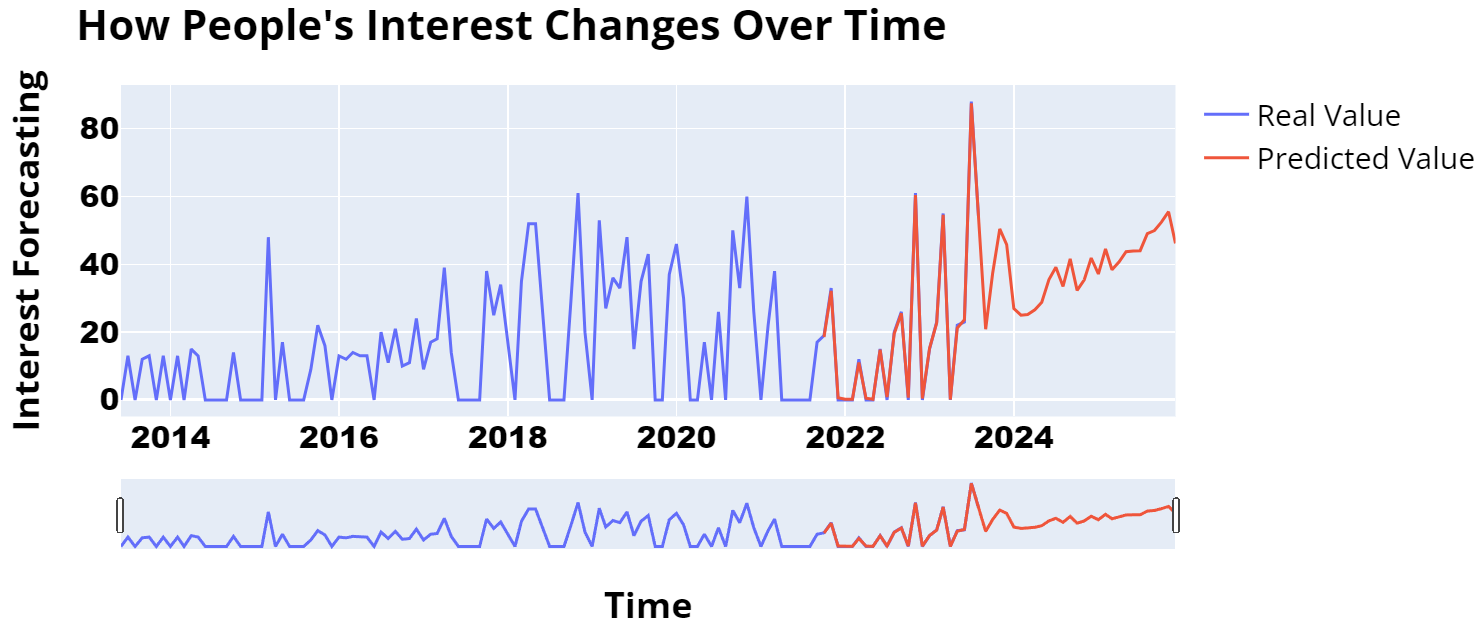 How People's Interest Changes Over Time
Interest Forecasting
80
60
40
20
0
2014 2016 2018 2020 2022 2024
Real Value
Predicted Value
Time